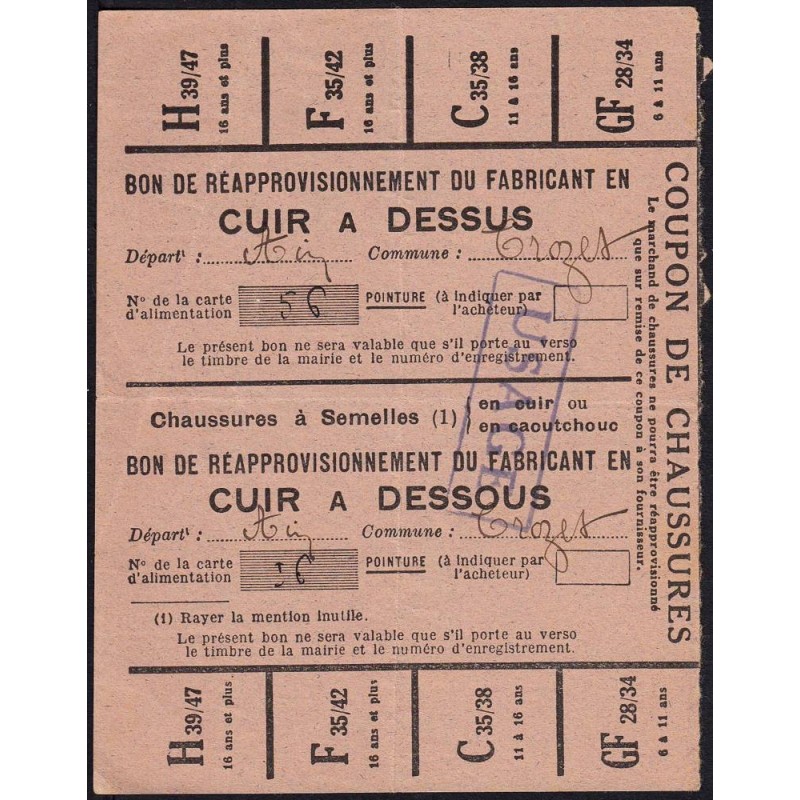 H 39/47
16 ans et plus
F 35/42
16 ans et plus
C 35/38
11 à 16 ans
GF 28/34
6 à 11 ans
BON DE RÉAPPROVISIONNEMENT DU FABRICANT EN
CUIR A DESSUS
Départt : Ain Commune : Crozet
No de la carte
d'alimentation 56
POINTURE (à indiquer par
l'acheteur)
Le présent bon ne sera valable que s'il porte au verso
le timbre de la mairie et le numéro d'enregistrement.
USAGE
Chaussures à Semelles (1) en cuir ou
en caoutchouc
BON DE RÉAPPROVISIONNEMENT DU FABRICANT EN
CUIR A DESSOUS
Départt : Ain Commune : Crozet
No de la carte
d'alimentation 56
POINTURE (à indiquer par
l'acheteur)
(1) Rayer la mention inutile.
Le présent bon ne sera valable que s'il porte au verso
le timbre de la mairie et le numéro d'enregistrement.
H 39/47
16 ans et plus
F 35/42
16 ans et plus
C 35/38
11 à 16 ans
GF 28/34
6 à 11 ans
COUPON DE CHAUSSURES
Le marchand de chaussures ne pourra être réapprovisionné
que sur remise de ce coupon à son fournisseur.